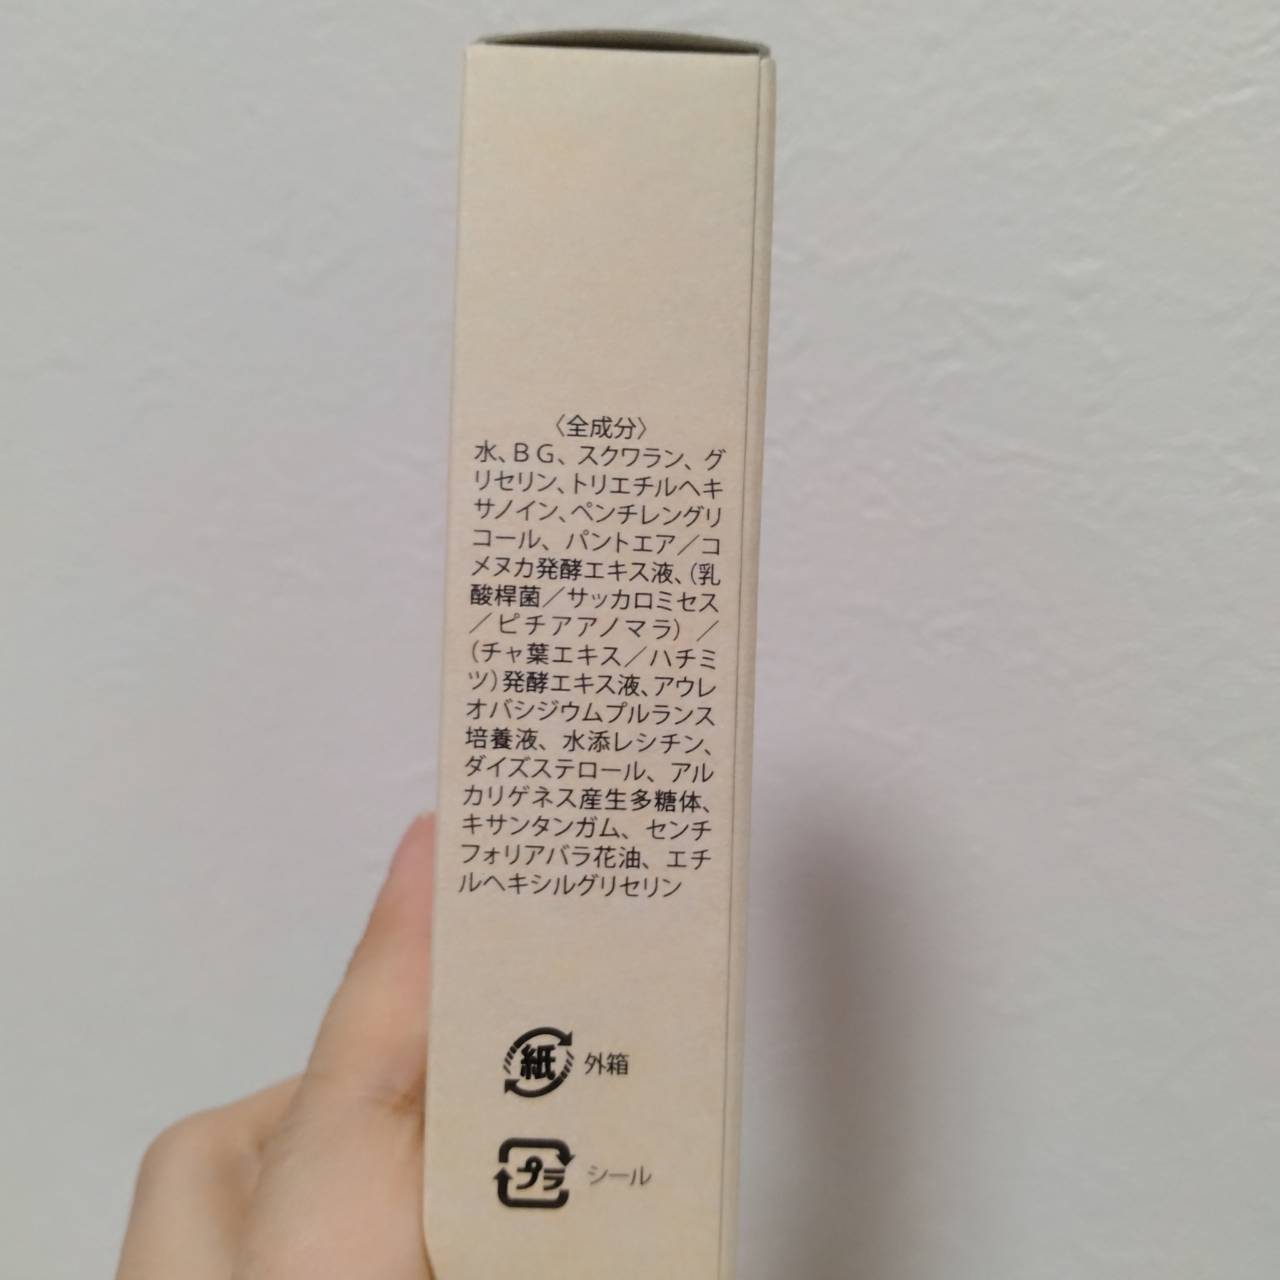 〈全成分〉
水、BG、スクワラン、グ
リセリン、トリエチルヘキ
サノイン、ペンチレングリ
コール、パントエア／コ
メヌカ発酵エキス液、（乳
酸桿菌／サッカロミセス
／ピチアアノマラ）／
（チャ葉エキス／ハチミ
ツ）発酵エキス液、アウレ
オバシジウムプルランス
培養液、水添レシチン、
ダイズステロール、アル
カリゲネス産生多糖体、
キサンタンガム、センチ
フォリアバラ花油、エチ
ルヘキシルグリセリン
紙 外箱
プラ シール